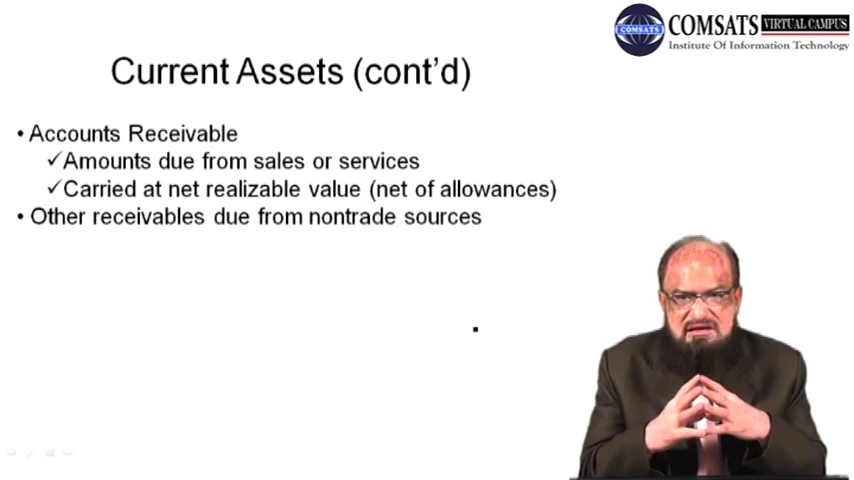 COMSATS
COMSATS VIRTUAL CAMPUS
Institute Of Information Technology
Current Assets (cont'd)
• Accounts Receivable
✓Amounts due from sales or services
✓Carried at net realizable value (net of allowances)
• Other receivables due from nontrade sources